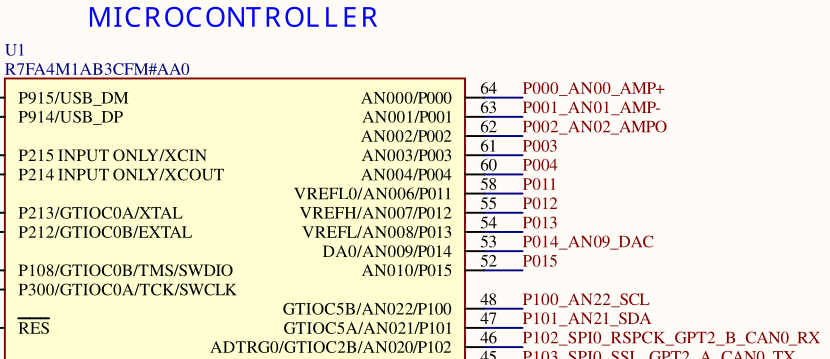 MICROCONTROLLER
U1
R7FA4M1AB3CFM#AA0
P915/USB_DM AN000/P000 64 P000_AN00_AMP+
P914/USB_DP AN001/P001 63 P001_AN01_AMP-
AN002/P002 62 P002_AN02_AMPO
P215 INPUT ONLY/XCIN AN003/P003 61 P003
P214 INPUT ONLY/XCOUT AN004/P004 60 P004
VREFL0/AN006/P011 58 P011
P213/GTIOC0A/XTAL VREFH/AN007/P012 55 P012
P212/GTIOC0B/EXTAL VREFL/AN008/P013 54 P013
DA0/AN009/P014 53 P014_AN09_DAC
P108/GTIOC0B/TMS/SWDIO AN010/P015 52 P015
P300/GTIOC0A/TCK/SWCLK
GTIOC5B/AN022/P100 48 P100_AN22_SCL
RES GTIOC5A/AN021/P101 47 P101_AN21_SDA
ADTRG0/GTIOC2B/AN020/P102 46 P102_SPI0_RSPCK_GPT2_B_CAN0_RX
45 P103_SPI0_SSL_GPT2_A_CAN0_TX